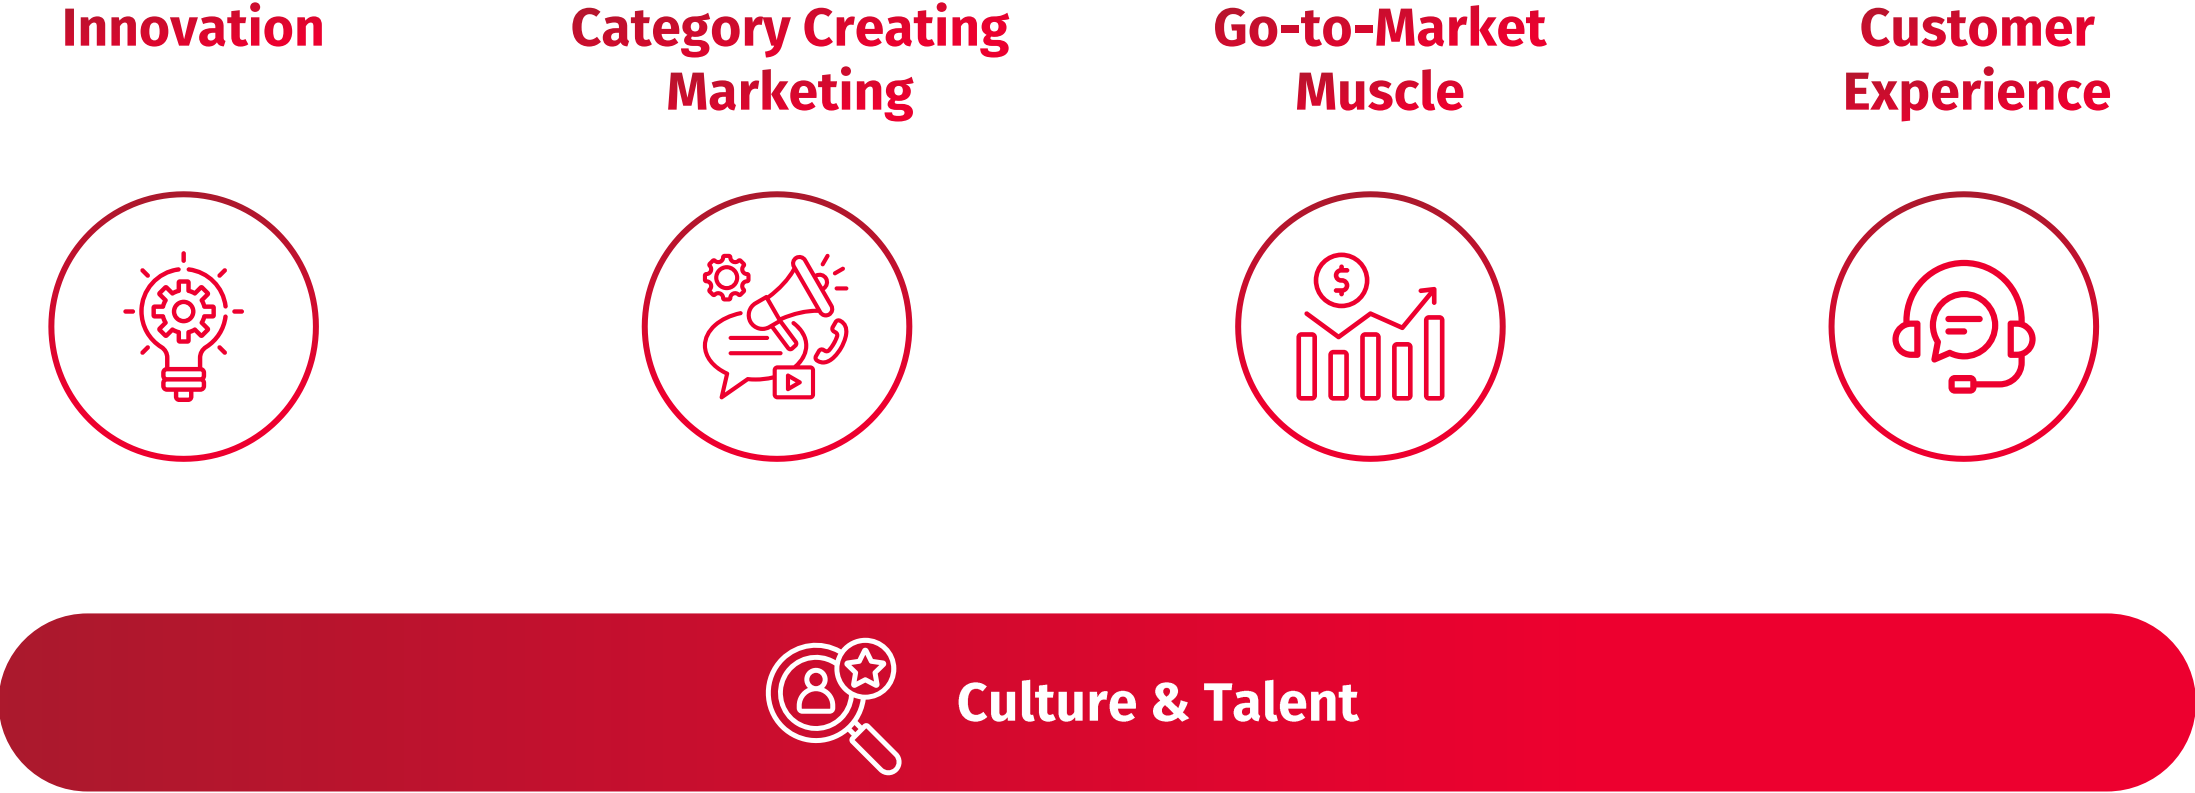 Innovation
Category Creating
Marketing
Go-to-Market
Muscle
Customer
Experience
$
Culture & Talent